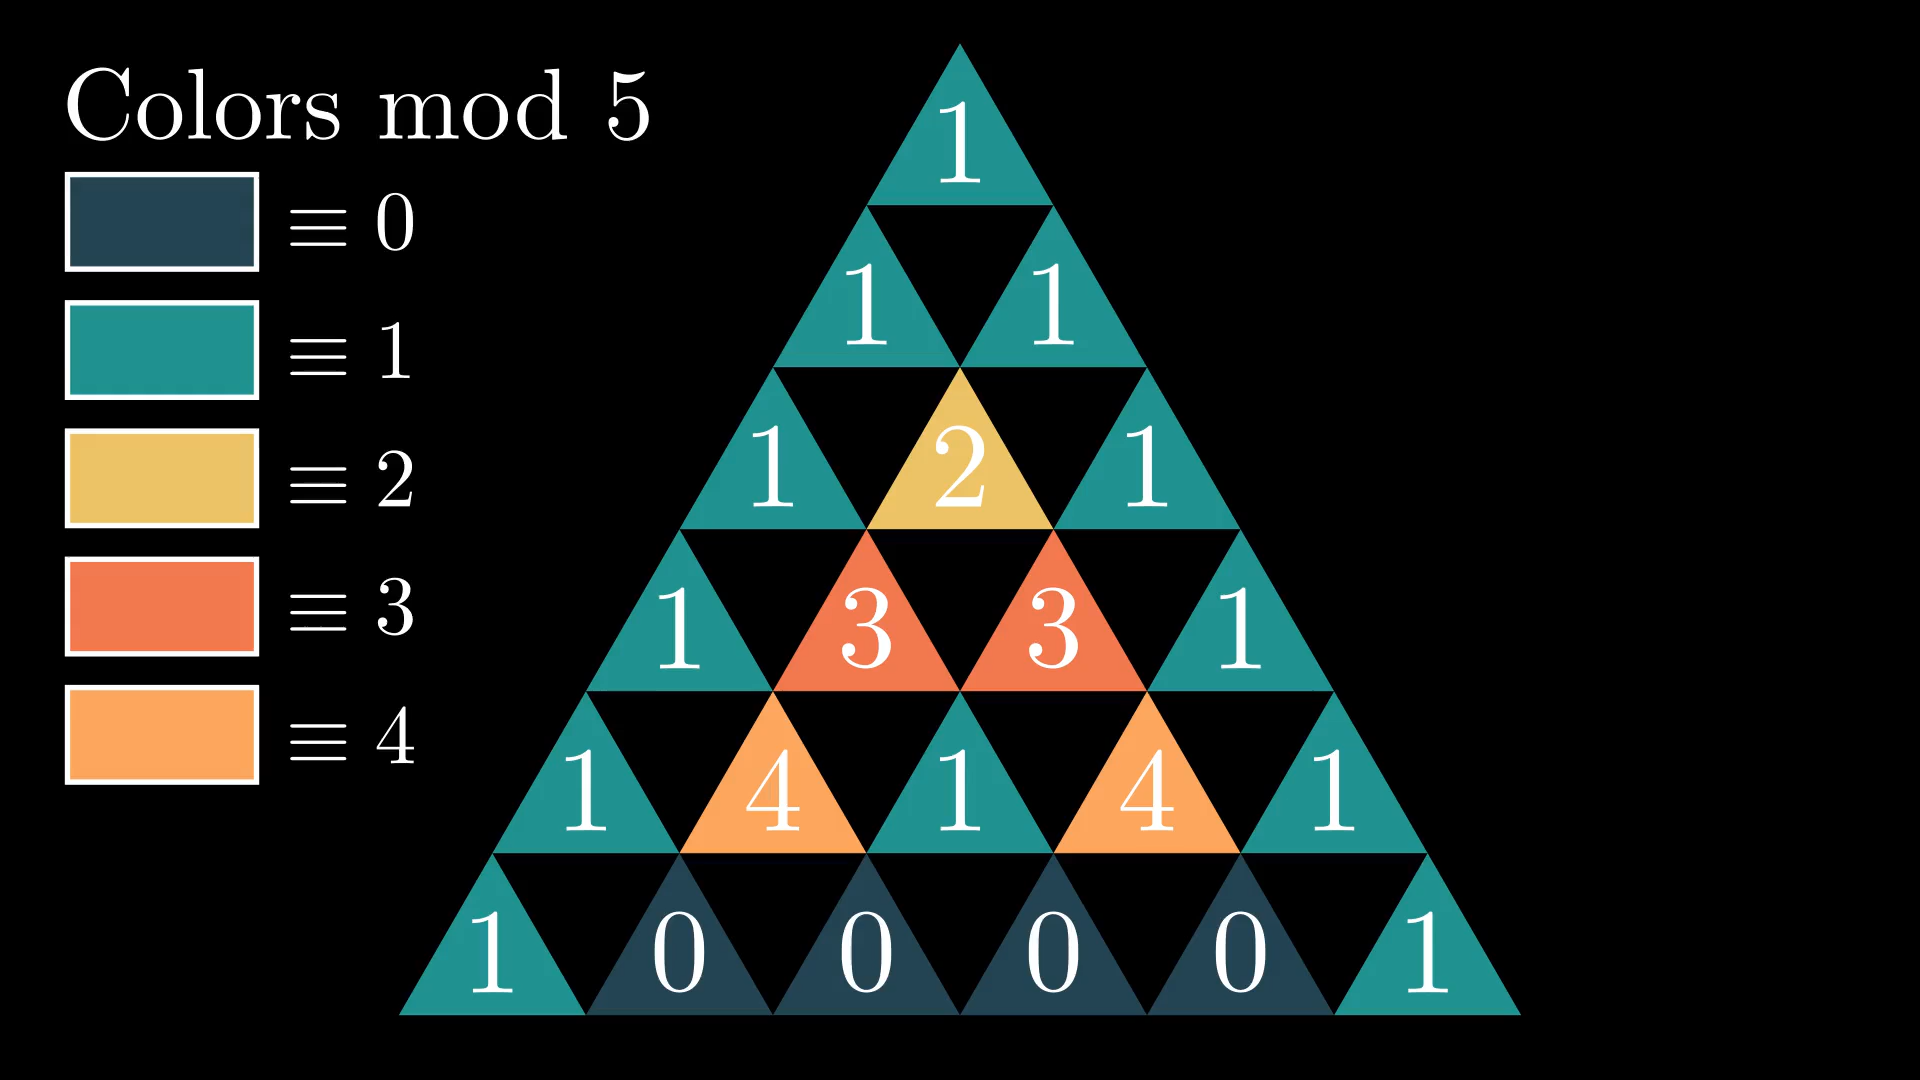 Colors mod 5
≡ 0
≡ 1
≡ 2
≡ 3
≡ 4
1
1 1
1 2 1
1 3 3 1
1 4 1 4 1
1 0 0 0 0 1